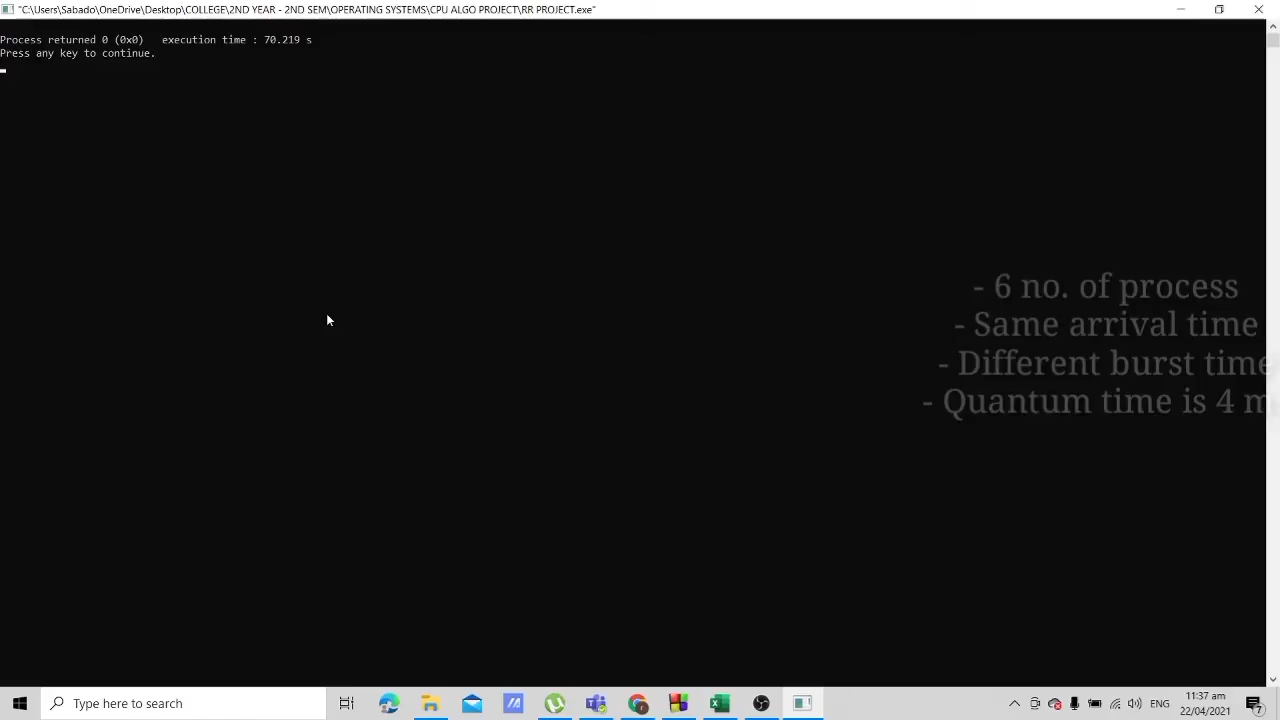 "C:\Users\Sabado\OneDrive\Desktop\COLLEGE\2ND YEAR - 2ND SEM\OPERATING SYSTEMS\CPU ALGO PROJECT\RR PROJECT.exe"
Process returned 0 (0x0)   execution time : 70.219 s
Press any key to continue.
- 6 no. of process
- Same arrival time
- Different burst time
- Quantum time is 4 m
Type here to search
ENG
11:37 am
22/04/2021
7